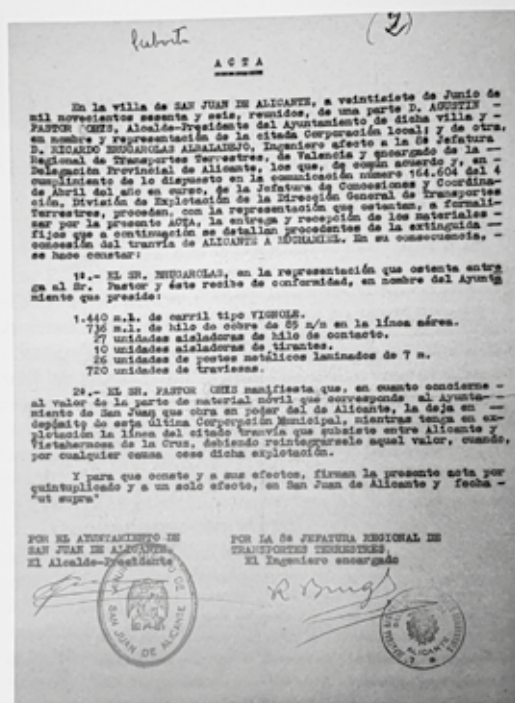 (2)
A C T A
En la villa de SAN JUAN DE ALICANTE, a veintisiete de Junio de
mil novecientos sesenta y seis, reunidos, de una parte D. AGUSTIN -
PASTOR GOMIS, Alcalde-Presidente del Ayuntamiento de dicha villa y -
en nombre y representación de la citada Corporación local; y de otra,
D. RICARDO BRUGAROLAS ALBALADEJO, Ingeniero afecto a la 8ª Jefatura
Regional de Transportes Terrestres, de Valencia y encargado de la -
Delegación Provincial de Alicante, los que, de común acuerdo y, en -
cumplimiento de lo dispuesto en la comunicación número 164.604 del 4
de Abril del año en curso, de la Jefatura de Concesiones y Coordina-
ción, División de Explotación de la Dirección General de Transportes
Terrestres, proceden, con la representación que ostentan, a formali-
sar por la presente ACTA, la entrega y recepción de los materiales -
fijos que a continuación se detallan procedentes de la extinguida -
concesión del tranvía de ALICANTE A MUCHAMIEL. En su consecuencia, -
se hace constar:
1º.- EL SR. BRUGAROLAS, en la representación que ostenta entre
ga al Sr. Pastor y éste recibe de conformidad, en nombre del Ayunta
miento que preside:
1.440 m.l. de carril tipo VIGNOLE.
736 m.l. de hilo de cobre de 85 m/n en la línea aérea.
27 unidades aisladoras de hilo de contacto.
10 unidades aisladoras de tirantes.
26 unidades de postes metálicos laminados de 7 m.
720 unidades de traviesas.
2º.- EL SR. PASTOR GOMIS manifiesta que, en cuanto concierne -
al valor de la parte de material móvil que corresponde al Ayunta-
miento de San Juan que obra en poder del de Alicante, la deja en -
depósito de esta última Corporación Municipal, mientras tenga en ex-
plotación la línea del citado tranvía que subsiste entre Alicante y
Vistahermosa de la Cruz, debiendo reintegrársele aquel valor, cuando,
por cualquier causa cese dicha explotación.
Y para que conste y a sus efectos, firman la presente acta por
quintuplicado y a un solo efecto, en San Juan de Alicante y fecha -
"ut supra"
POR EL AYUNTAMIENTO DE
SAN JUAN DE ALICANTE.
El Alcalde-Presidente
POR LA 8ª JEFATURA REGIONAL DE
TRANSPORTES TERRESTRES
El Ingeniero encargado
SAN JUAN DE ALICANTE
R Brug
ALICANTE